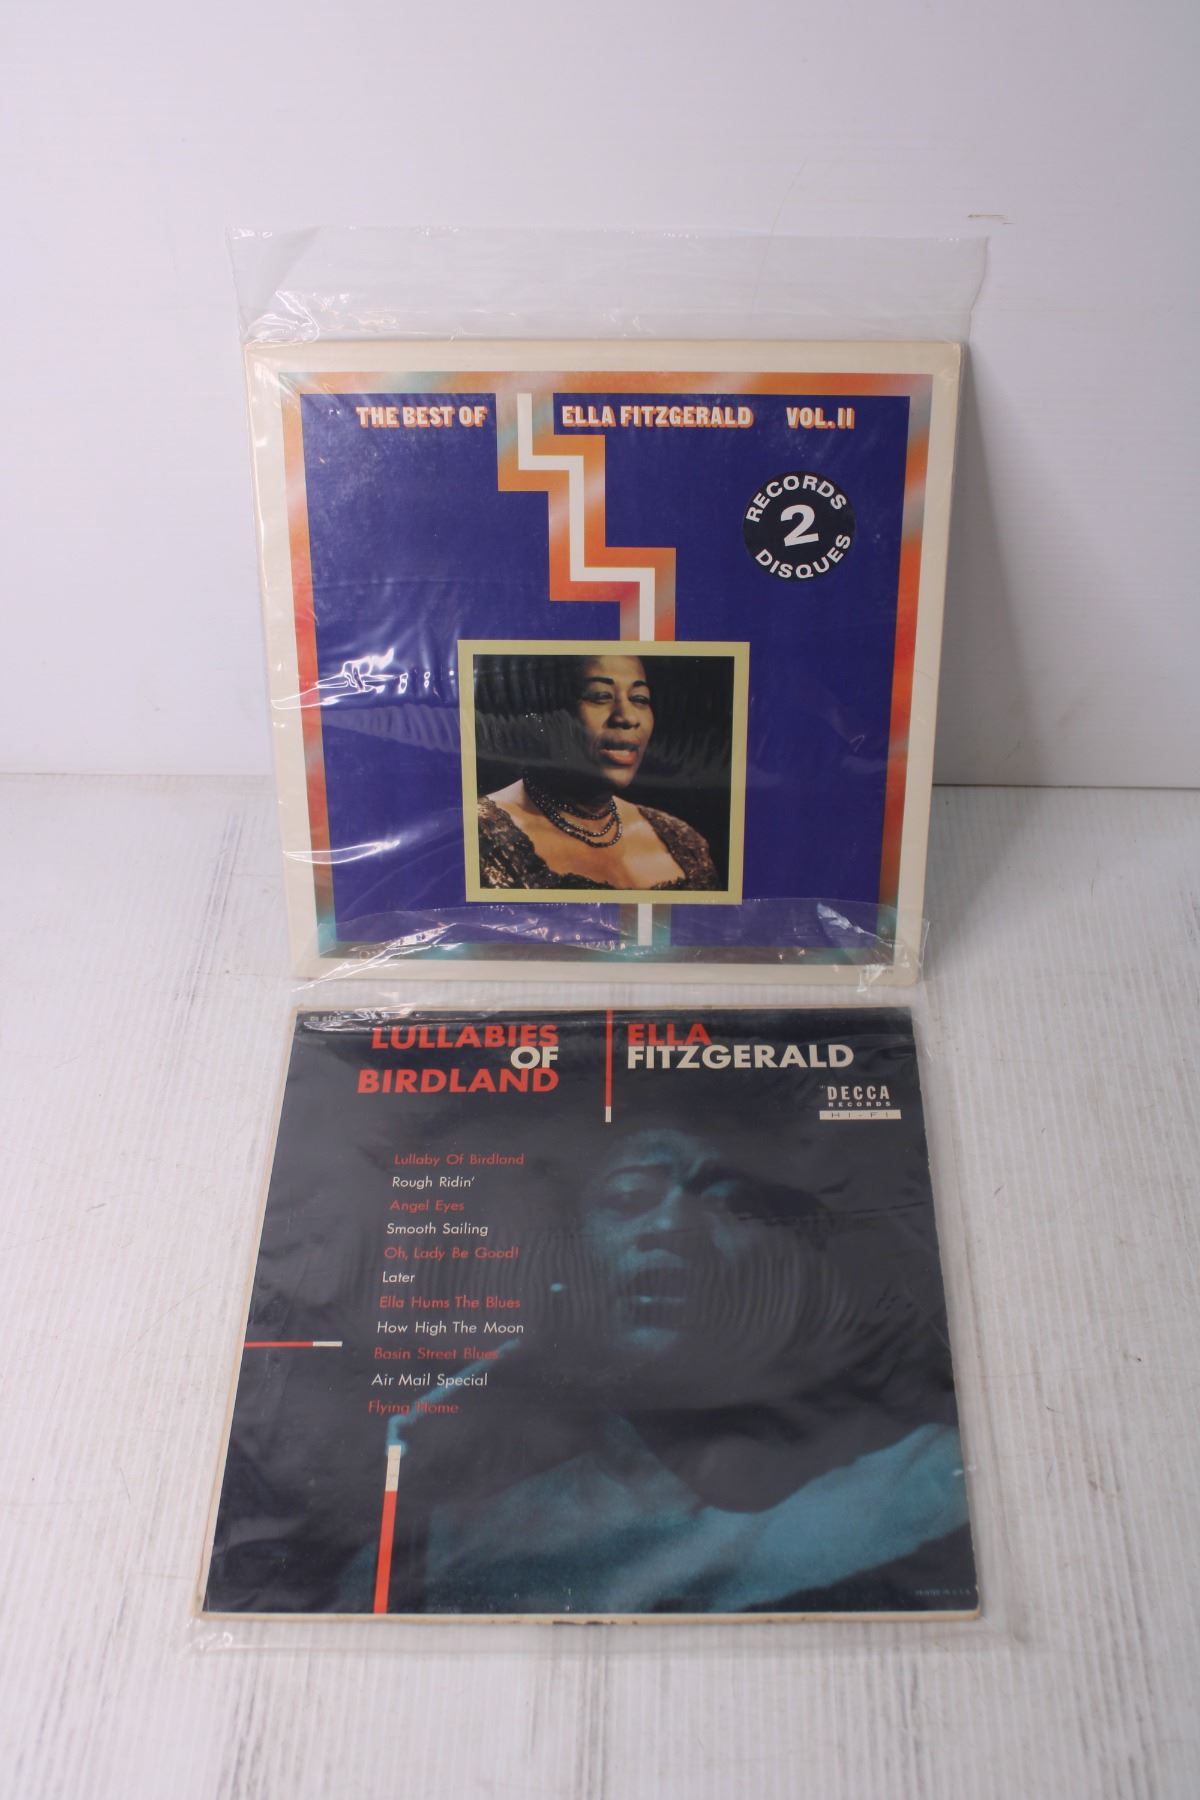 THE BEST OF ELLA FITZGERALD VOL. II
RECORDS
2
DISQUES
LULLABIES
OF
BIRDLAND
ELLA
FITZGERALD
DECCA
RECORDS
HI-FI
Lullaby Of Birdland
Rough Ridin'
Angel Eyes
Smooth Sailing
Oh, Lady Be Good!
Later
Ella Hums The Blues
How High The Moon
Basin Street Blues
Air Mail Special
Flying Home
PRINTED IN U.S.A.